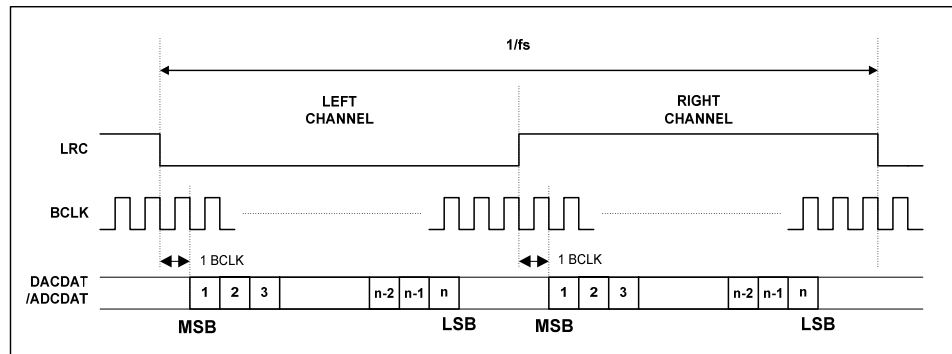 1/fs
LEFT
CHANNEL
RIGHT
CHANNEL
LRC
BCLK
1 BCLK
1 BCLK
DACDAT
/ADCDAT
1 2 3 n-2 n-1 n 1 2 3 n-2 n-1 n
MSB LSB MSB LSB